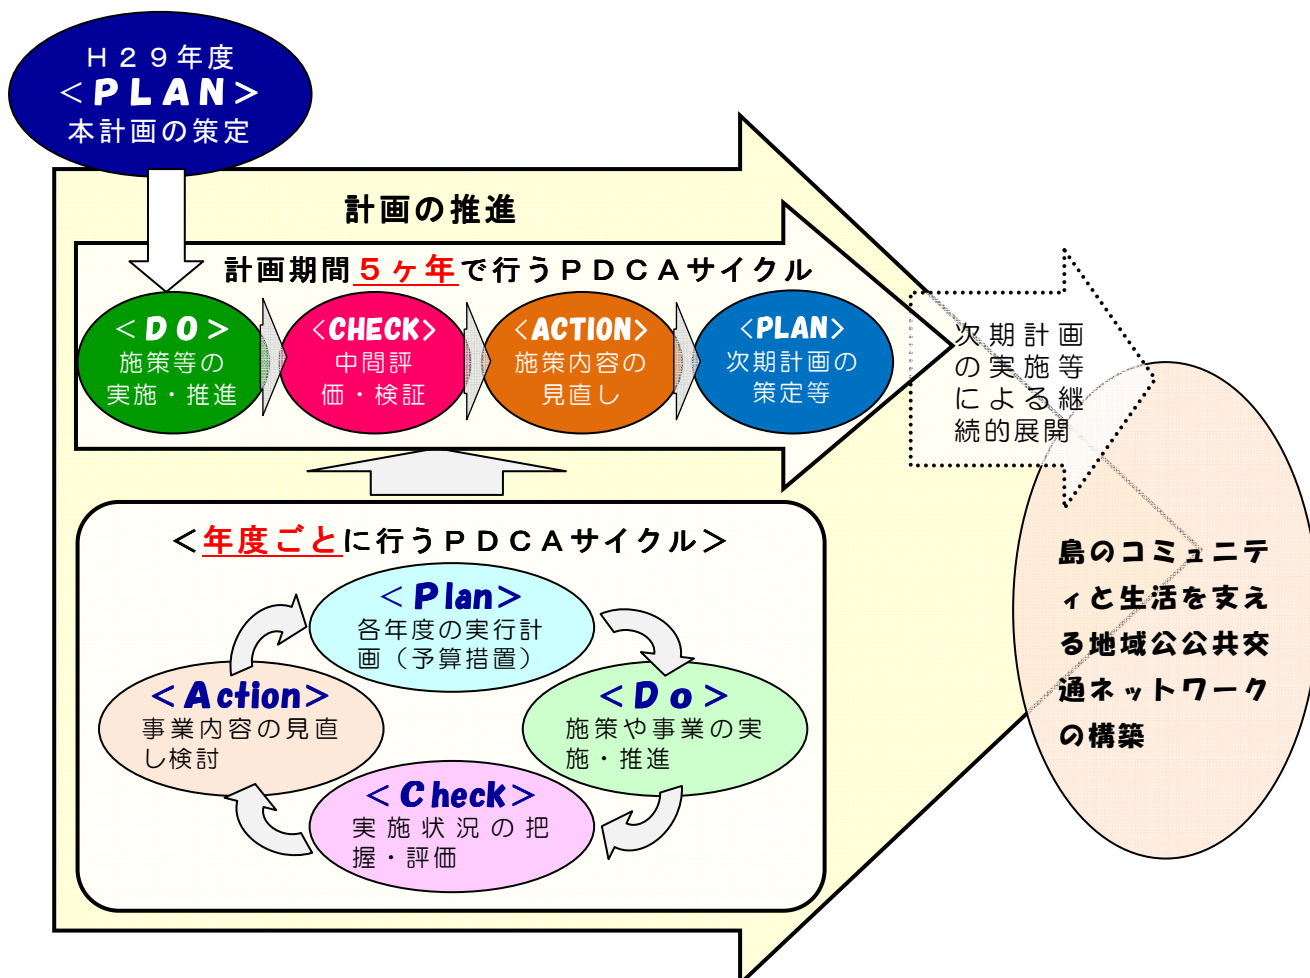 H29年度
<PLAN>
本計画の策定
計画の推進
計画期間5ヶ年で行うPDCAサイクル
<DO>
施策等の
実施・推進
<CHECK>
中間評
価・検証
<ACTION>
施策内容の
見直し
<PLAN>
次期計画の
策定等
次期計画
の実施等
による継
続的展開
<年度ごとに行うPDCAサイクル>
<Plan>
各年度の実行計
画（予算措置）
<Do>
施策や事業の実
施・推進
<Check>
実施状況の把
握・評価
<Action>
事業内容の見直
し検討
島のコミュニテ
ィと生活を支え
る地域公公共交
通ネットワーク
の構築